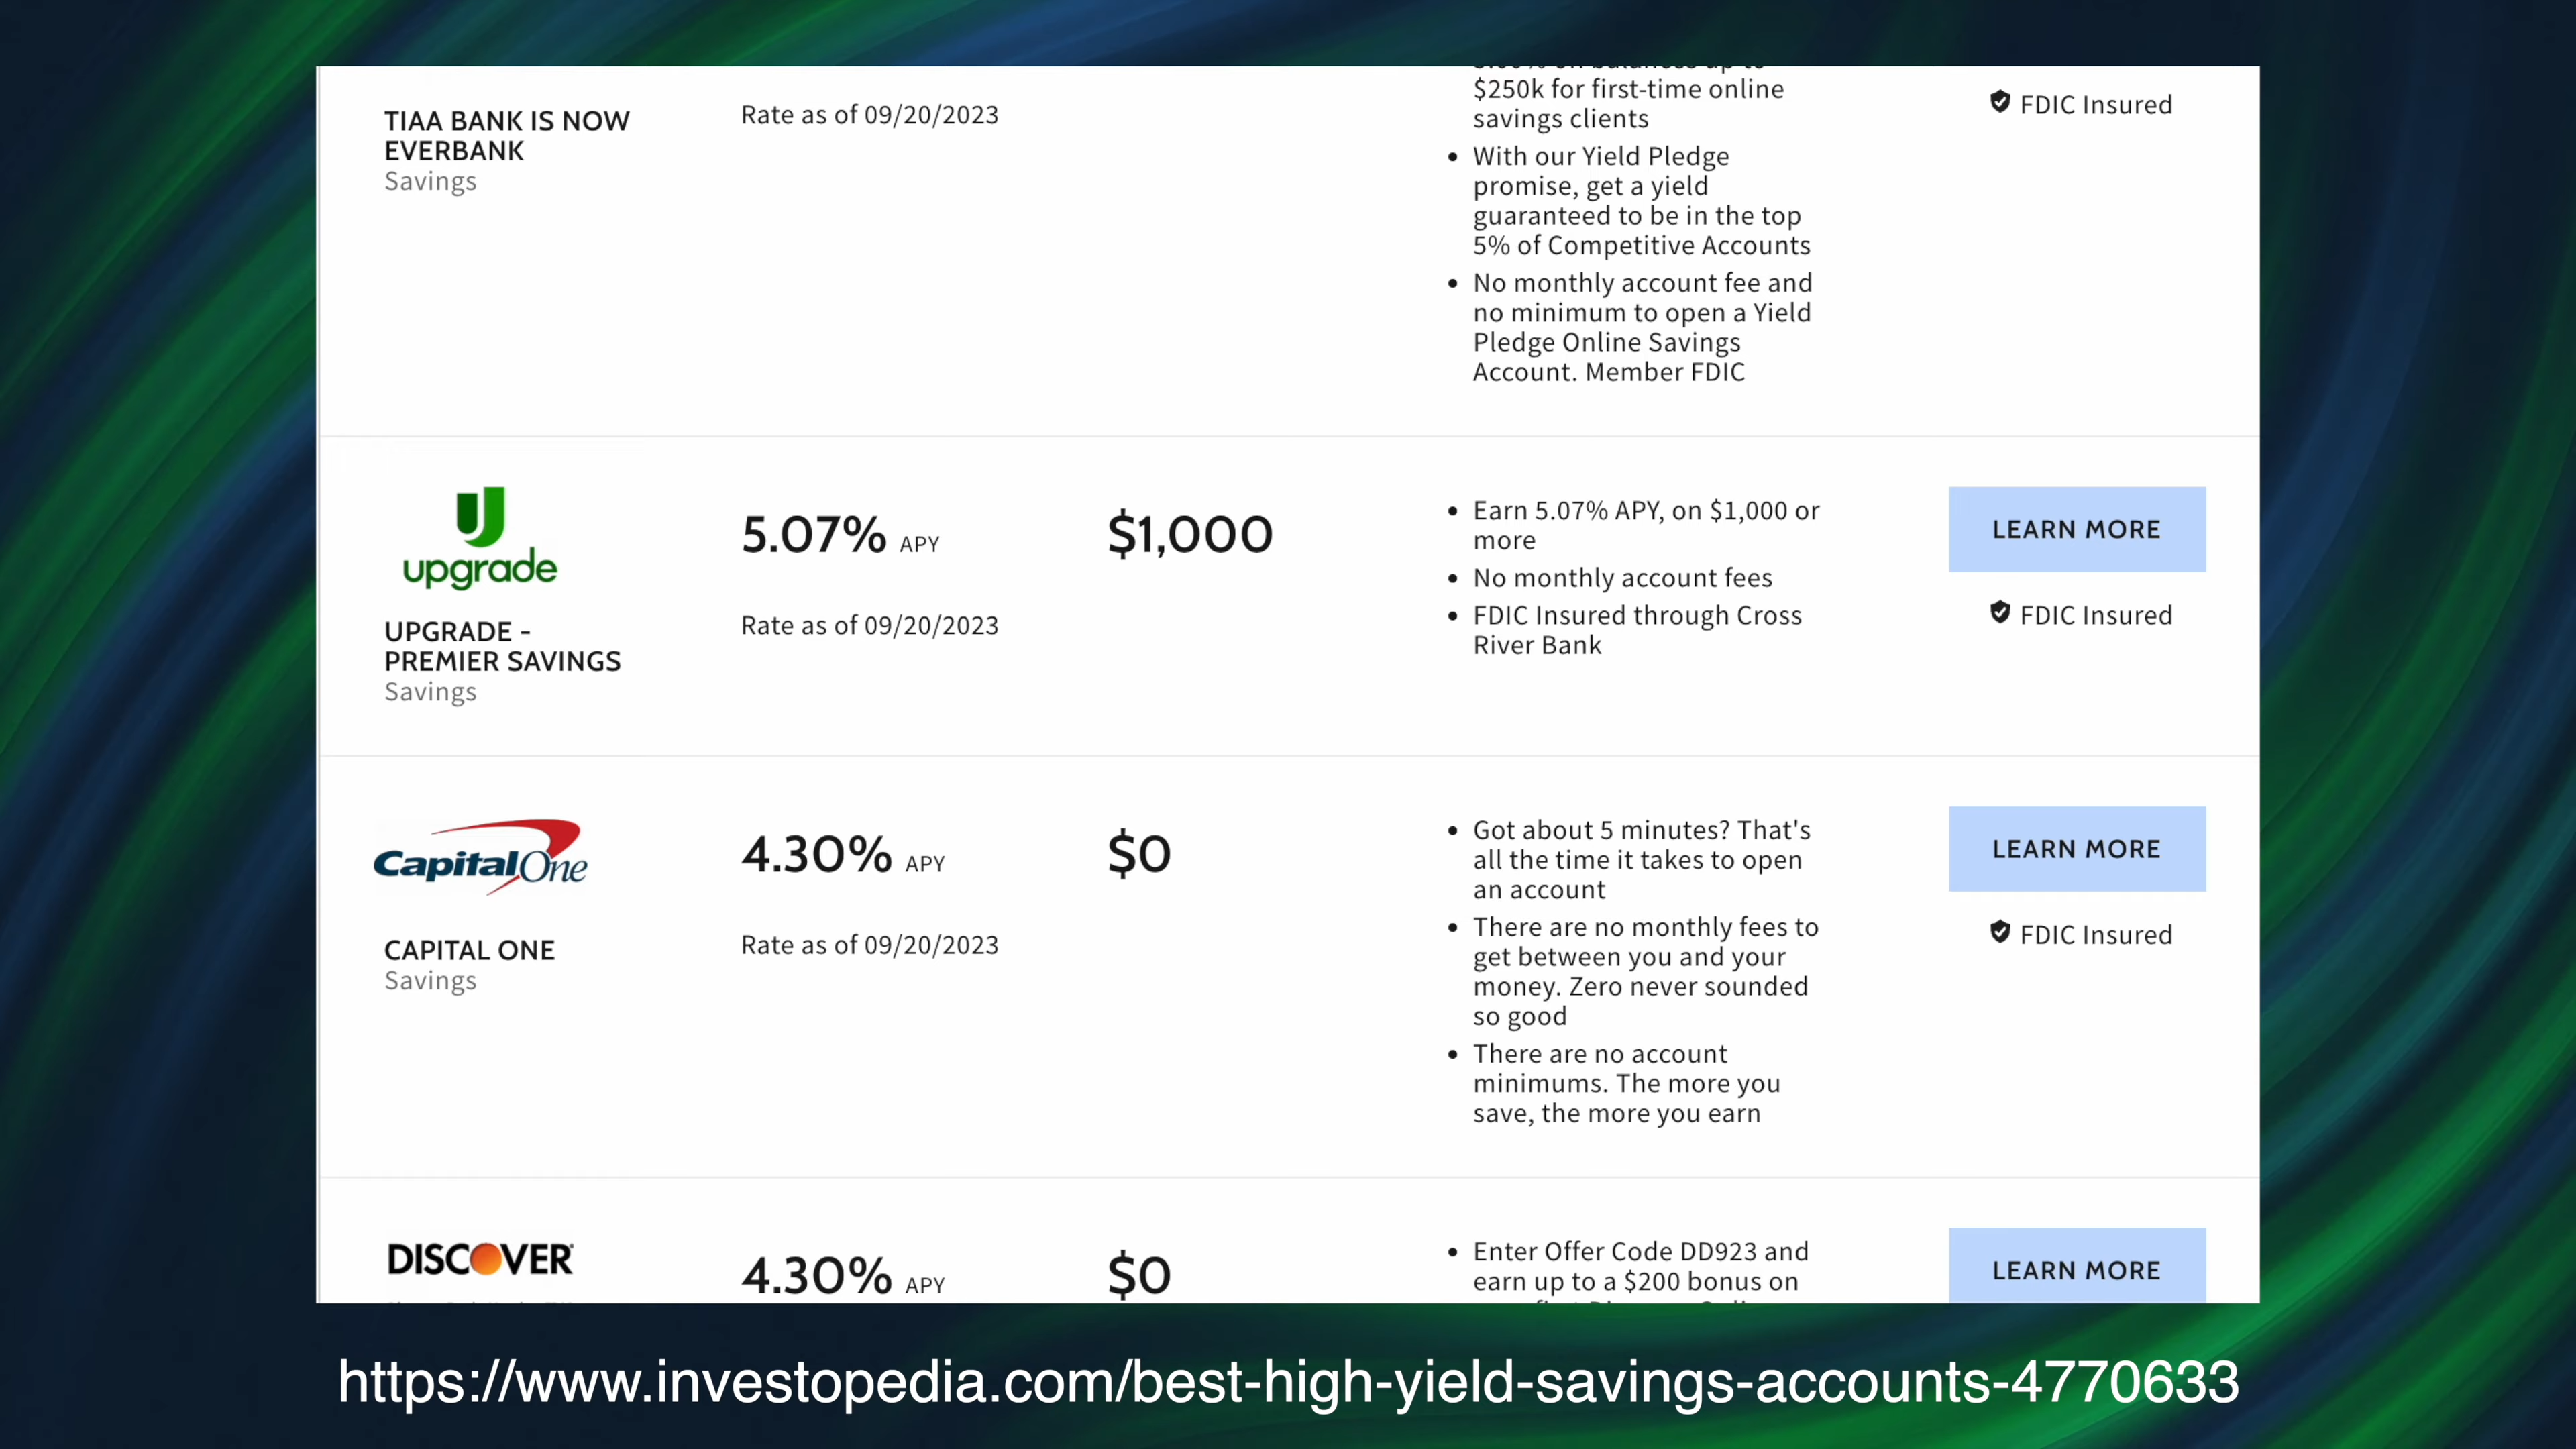 TIAA BANK IS NOW
EVERBANK
Savings
Rate as of 09/20/2023
$250k for first-time online
savings clients
• With our Yield Pledge
promise, get a yield
guaranteed to be in the top
5% of Competitive Accounts
• No monthly account fee and
no minimum to open a Yield
Pledge Online Savings
Account. Member FDIC
FDIC Insured
upgrade
UPGRADE -
PREMIER SAVINGS
Savings
5.07% APY
Rate as of 09/20/2023
$1,000
• Earn 5.07% APY, on $1,000 or
more
• No monthly account fees
• FDIC Insured through Cross
River Bank
LEARN MORE
FDIC Insured
CapitalOne
CAPITAL ONE
Savings
4.30% APY
Rate as of 09/20/2023
$0
• Got about 5 minutes? That's
all the time it takes to open
an account
• There are no monthly fees to
get between you and your
money. Zero never sounded
so good
• There are no account
minimums. The more you
save, the more you earn
LEARN MORE
FDIC Insured
DISCOVER
4.30% APY
$0
• Enter Offer Code DD923 and
earn up to a $200 bonus on
LEARN MORE
https://www.investopedia.com/best-high-yield-savings-accounts-4770633